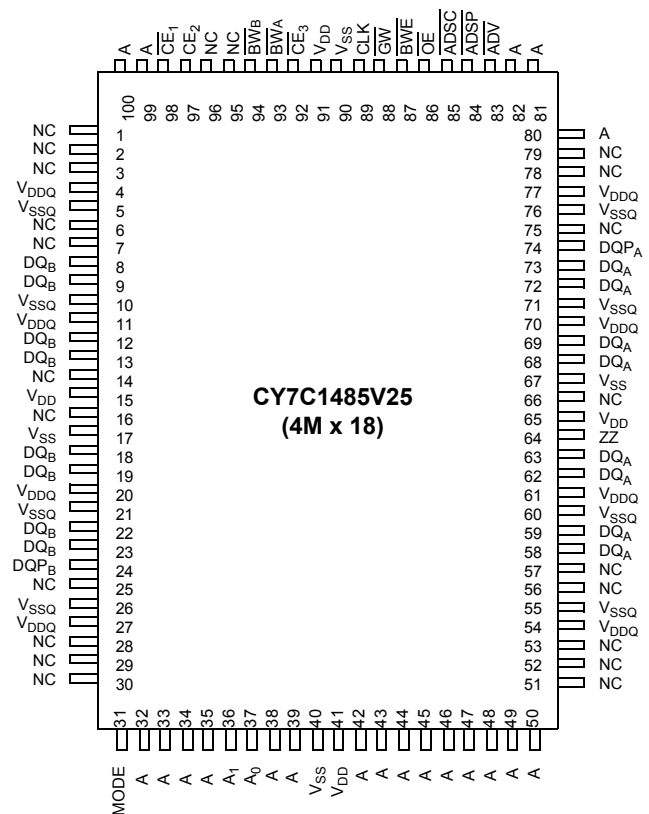 A
A
CE1
CE2
NC
NC
BWB
BWA
CE3
VDD
VSS
CLK
GW
BWE
OE
ADSC
ADSP
ADV
A
A
100
99
98
97
96
95
94
93
92
91
90
89
88
87
86
85
84
83
82
81
NC 1
NC 2
NC 3
VDDQ 4
VSSQ 5
NC 6
NC 7
DQB 8
DQB 9
VSSQ 10
VDDQ 11
DQB 12
DQB 13
NC 14
VDD 15
NC 16
VSS 17
DQB 18
DQB 19
VDDQ 20
VSSQ 21
DQB 22
DQB 23
DQPB 24
NC 25
VSSQ 26
VDDQ 27
NC 28
NC 29
NC 30
CY7C1485V25
(4M x 18)
80 A
79 NC
78 NC
77 VDDQ
76 VSSQ
75 NC
74 DQPA
73 DQA
72 DQA
71 VSSQ
70 VDDQ
69 DQA
68 DQA
67 VSS
66 NC
65 VDD
64 ZZ
63 DQA
62 DQA
61 VDDQ
60 VSSQ
59 DQA
58 DQA
57 NC
56 NC
55 VSSQ
54 VDDQ
53 NC
52 NC
51 NC
31
32
33
34
35
36
37
38
39
40
41
42
43
44
45
46
47
48
49
50
MODE
A
A
A
A
A1
A0
A
A
VSS
VDD
A
A
A
A
A
A
A
A
A